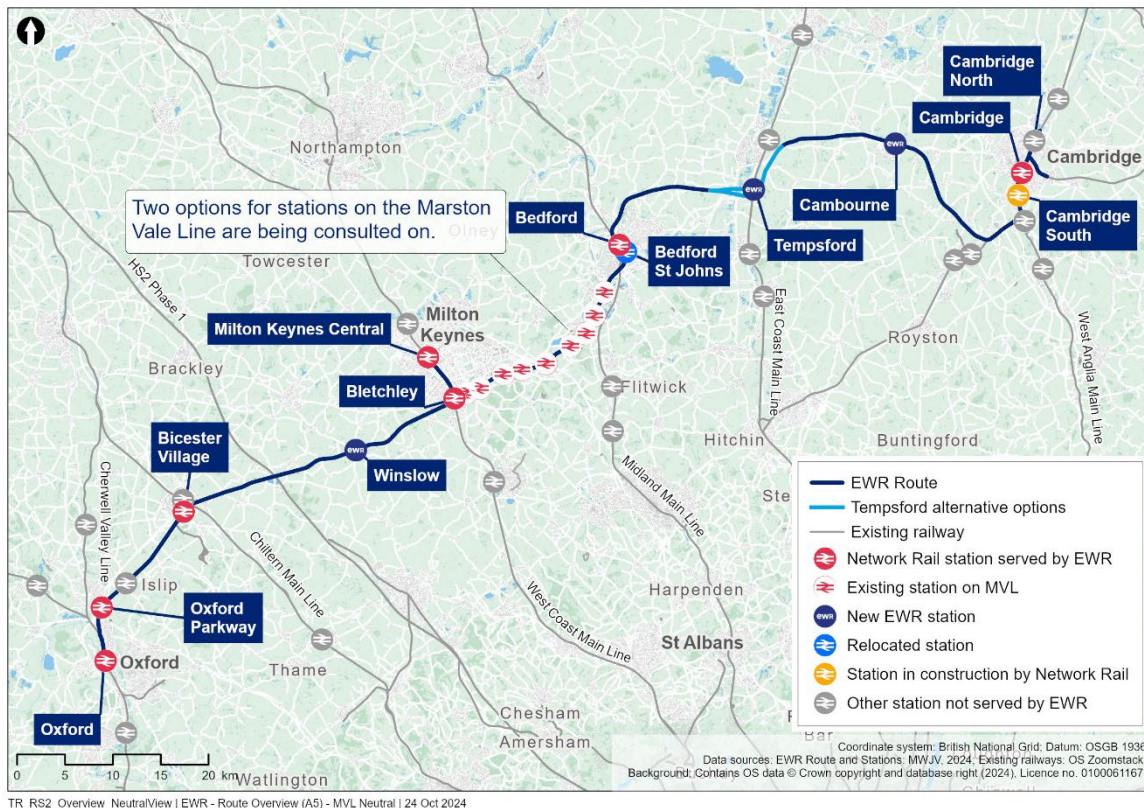 Northampton
Cambridge
North
Cambridge
Cambridge
Two options for stations on the Marston
Vale Line are being consulted on.
Olney
Bedford
Cambourne
Cambridge
South
Bedford
St Johns
Tempsford
Towcester
HS2 Phase 1
Milton Keynes Central
Milton
Keynes
East Coast Main Line
West Anglia Main Line
Royston
Brackley
Bletchley
Flitwick
Hitchin
Buntingford
Bicester
Village
ewr
ewr
ewr
Winslow
Midland Main Line
Cherwell Valley Line
Chiltern Main Line
Islip
West Coast Main Line
Harpenden
Oxford
Parkway
Oxford
St Albans
Thame
Oxford
Chesham
Amersham
Watlington
0 5 10 15 20 km
Ste
EWR Route
Tempsford alternative options
Existing railway
Network Rail station served by EWR
Existing station on MVL
ewr New EWR station
Relocated station
Station in construction by Network Rail
Other station not served by EWR
Bar
Coordinate system: British National Grid; Datum: OSGB 1936
Data sources: EWR Route and Stations: MWJV, 2024; Existing railways: OS Zoomstack
Background: Contains OS data © Crown copyright and database right (2024), Licence no. 0100061167
TR_RS2_Overview_NeutralView | EWR - Route Overview (A5) - MVL Neutral | 24 Oct 2024